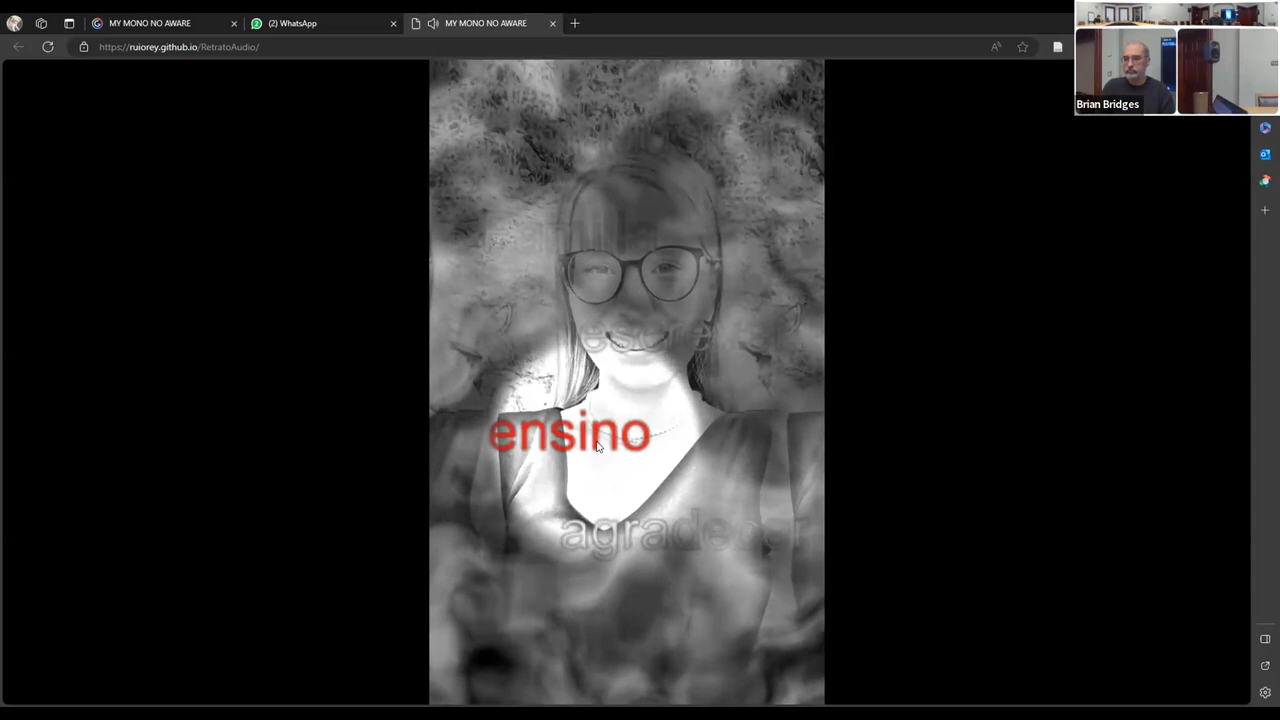 MY MONO NO AWARE
(2) WhatsApp
MY MONO NO AWARE
https://ruiorey.github.io/RetratoAudio/
Brian Bridges
ensino
agradecer